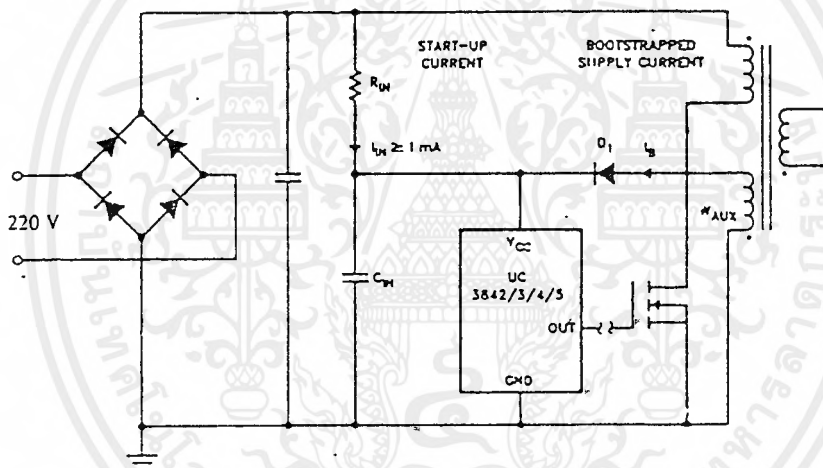 START-UP
CURRENT
BOOTSTRAPPED
SUPPLY CURRENT
R_IN
I_IN ≥ 1 mA
D1
I_B
220 V
N_AUX
V_CC
C_IN
UC
3842/3/4/5
OUT
GND